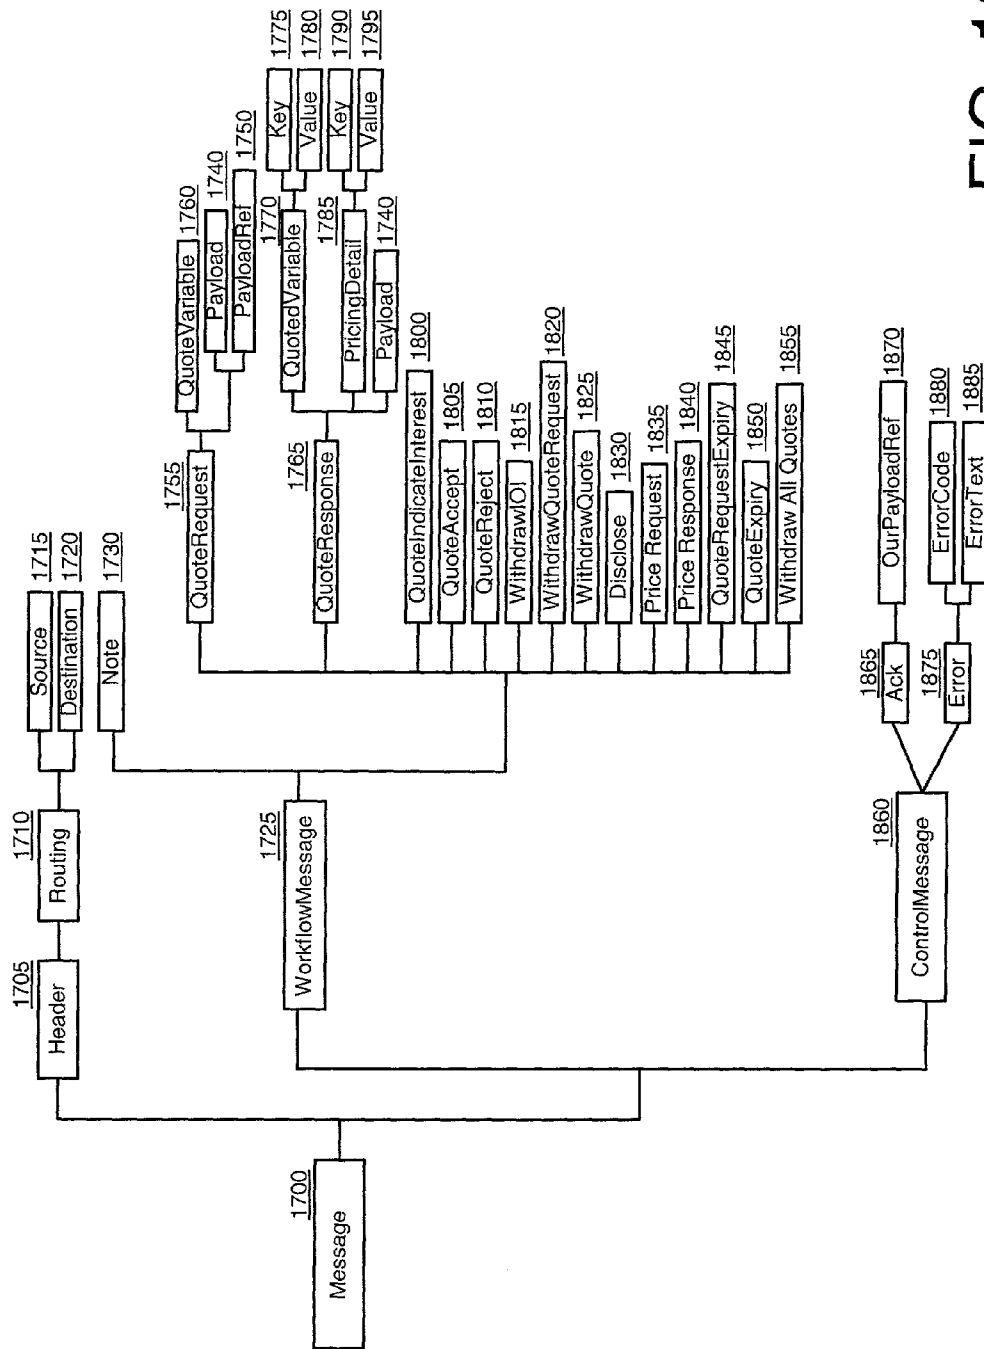 1700
Message
1705
Header
1710
Routing
1715
Source
1720
Destination
1725
WorkflowMessage
1730
Note
1755
QuoteRequest
1760
QuoteVariable
1740
Payload
1750
PayloadRef
1765
QuoteResponse
1770
QuotedVariable
1775
Key
1780
Value
1785
PricingDetail
1790
Key
1795
Value
1740
Payload
1800
QuoteIndicateInterest
1805
QuoteAccept
1810
QuoteReject
1815
WithdrawIOI
1820
WithdrawQuoteRequest
1825
WithdrawQuote
1830
Disclose
1835
Price Request
1840
Price Response
1845
QuoteRequestExpiry
1850
QuoteExpiry
1855
Withdraw All Quotes
1860
ControlMessage
1865
Ack
1870
OurPayloadRef
1875
Error
1880
ErrorCode
1885
ErrorText
FIG.